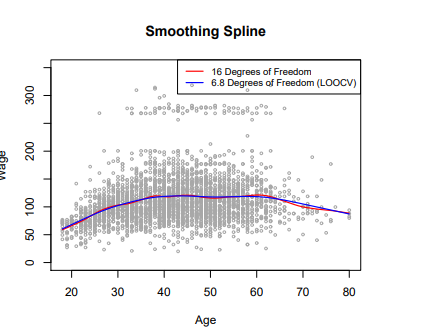 Smoothing Spline
16 Degrees of Freedom
6.8 Degrees of Freedom (LOOCV)
Wage
300
200
100
50
0
20 30 40 50 60 70 80
Age